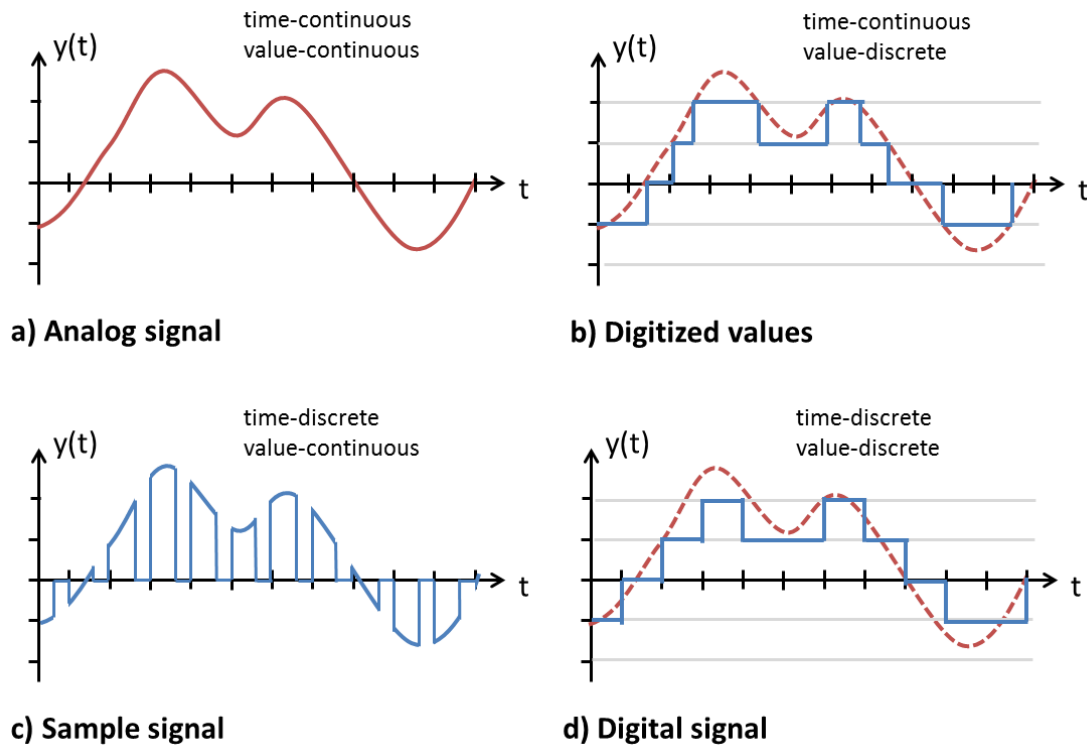 time-continuous
value-continuous
y(t)
t
a) Analog signal
time-continuous
value-discrete
y(t)
t
b) Digitized values
time-discrete
value-continuous
y(t)
t
c) Sample signal
time-discrete
value-discrete
y(t)
t
d) Digital signal